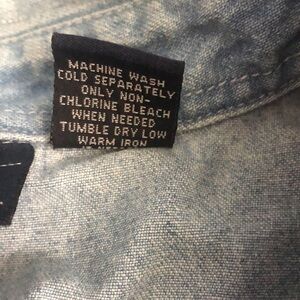 MACHINE WASH
COLD SEPARATELY
ONLY NON-
CHLORINE BLEACH
WHEN NEEDED
TUMBLE DRY LOW
WARM IRON